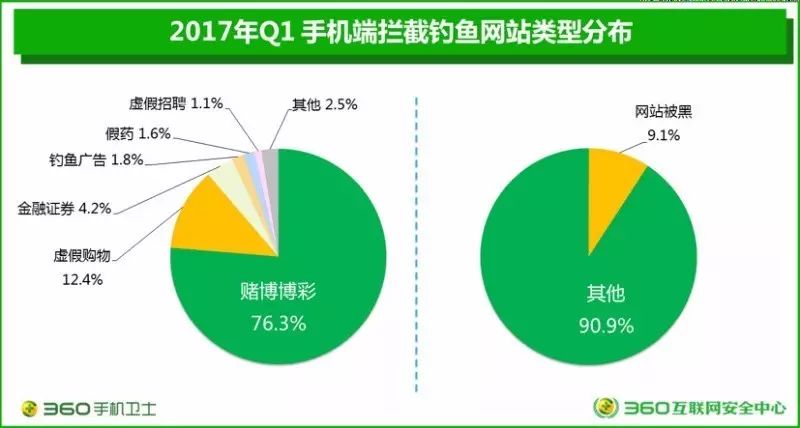 2017年Q1 手机端拦截钓鱼网站类型分布
虚假招聘 1.1%
其他 2.5%
假药 1.6%
钓鱼广告 1.8%
金融证券 4.2%
虚假购物
12.4%
赌博博彩
76.3%
网站被黑
9.1%
其他
90.9%
360手机卫士
360互联网安全中心